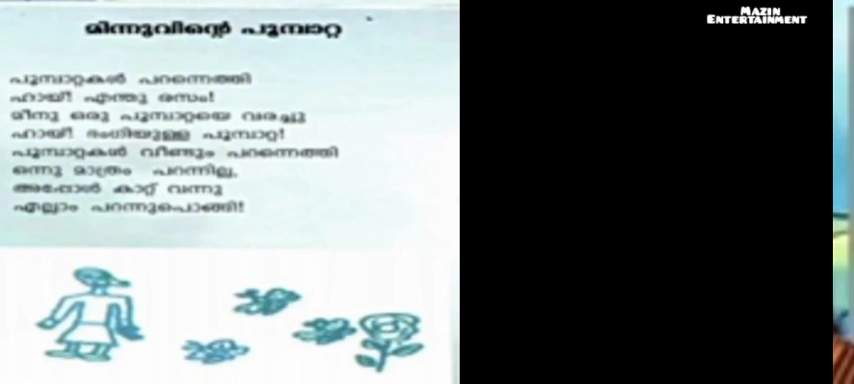 മിന്നുവിന്റെ പൂമ്പാറ്റ
പൂമ്പാറ്റകൾ പറന്നെത്തി
ഹായ്! എന്തു രസം!
മീനു ഒരു പൂമ്പാറ്റയെ വരച്ചു
ഹായ്! ഭംഗിയുള്ള പൂമ്പാറ്റ!
പൂമ്പാറ്റകൾ വീണ്ടും പറന്നെത്തി
ഒന്നു മാത്രം പറന്നില്ല,
അപ്പോൾ കാറ്റ് വന്നു
എല്ലാം പറന്നുപൊങ്ങി!
MAZIN
ENTERTAINMENT